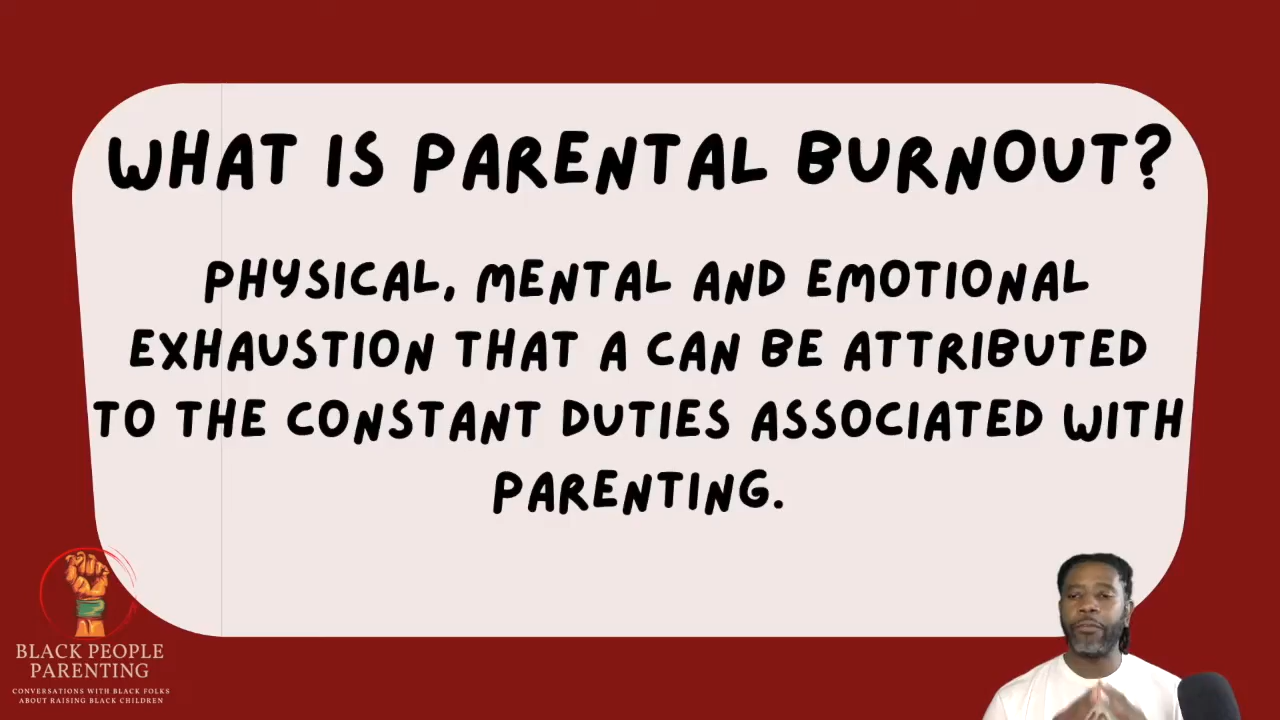 WHAT IS PARENTAL BURNOUT?
PHYSICAL, MENTAL AND EMOTIONAL
EXHAUSTION THAT A CAN BE ATTRIBUTED
TO THE CONSTANT DUTIES ASSOCIATED WITH
PARENTING.
BLACK PEOPLE
PARENTING
CONVERSATIONS WITH BLACK FOLKS
ABOUT RAISING BLACK CHILDREN